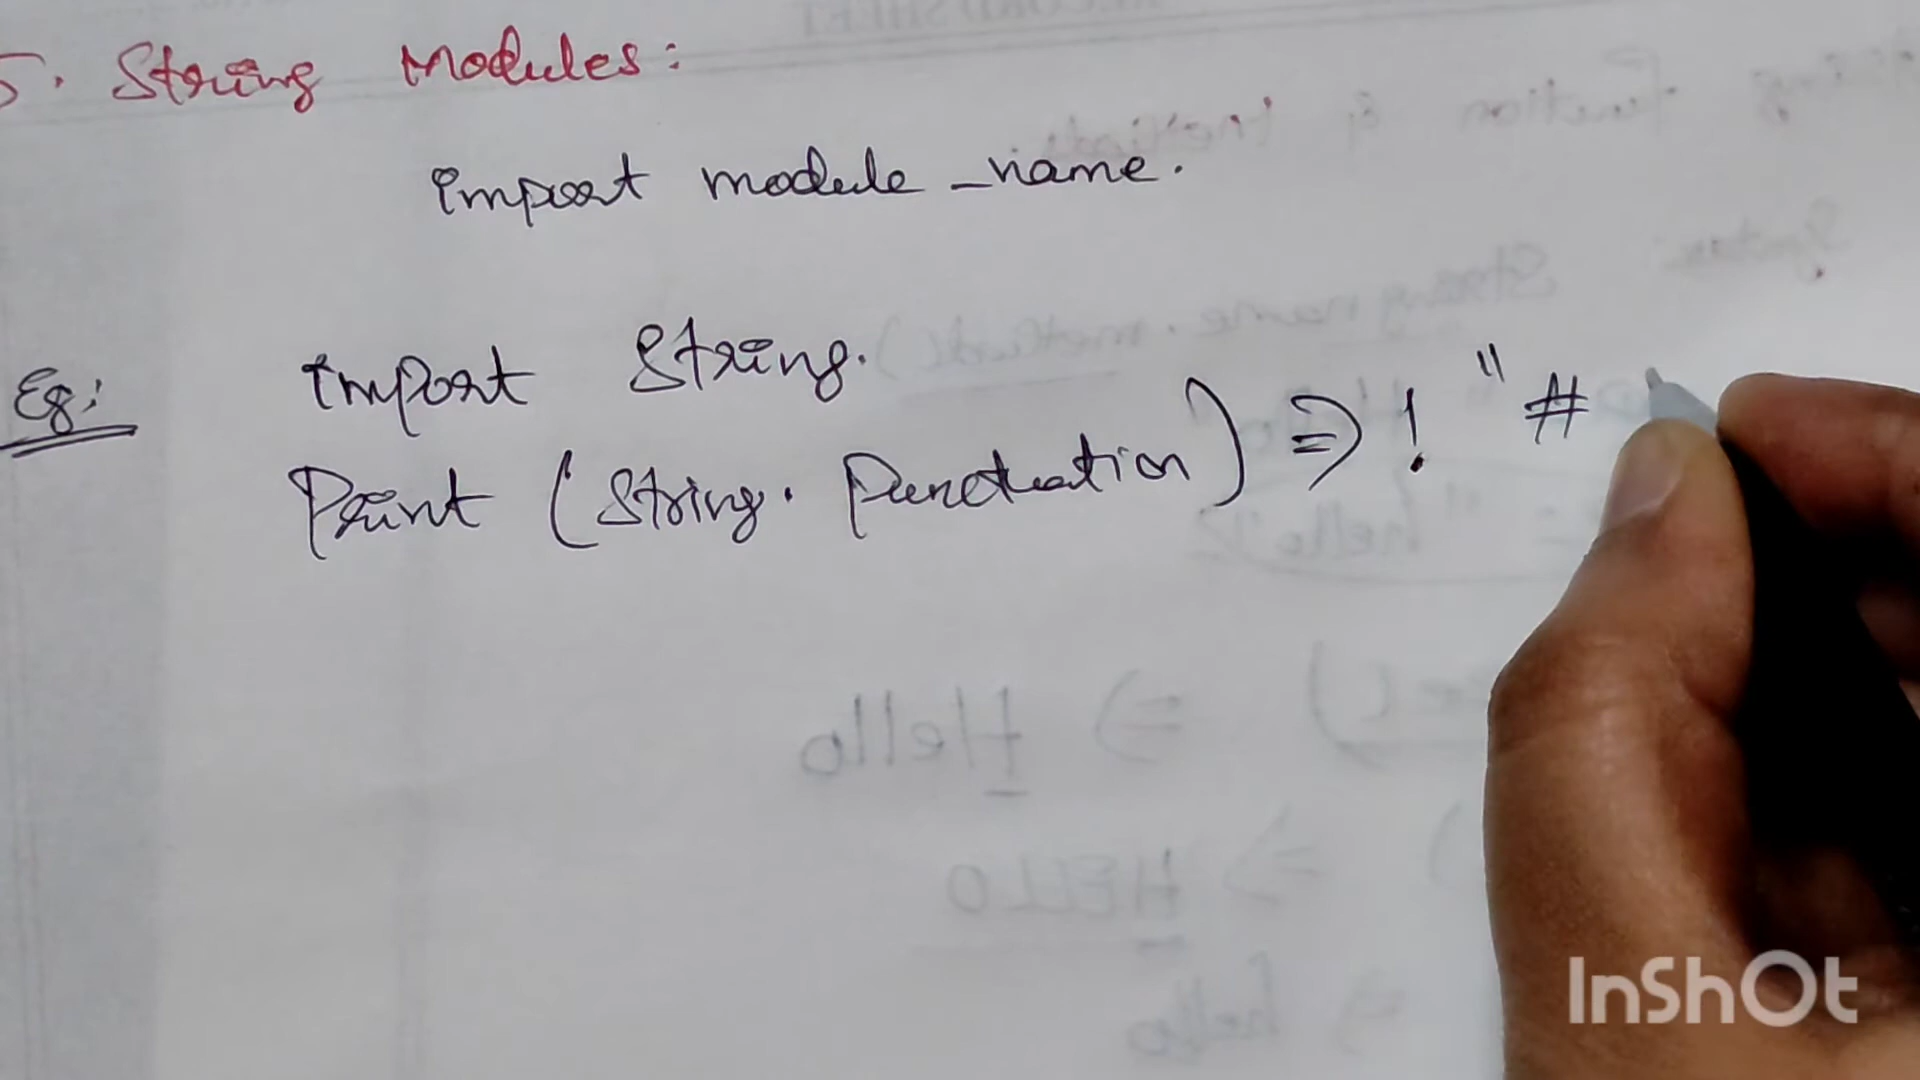 5. String Modules:
import module_name.
Eg: import String.
Print (String. Punctuation) => ! " #
InShOt